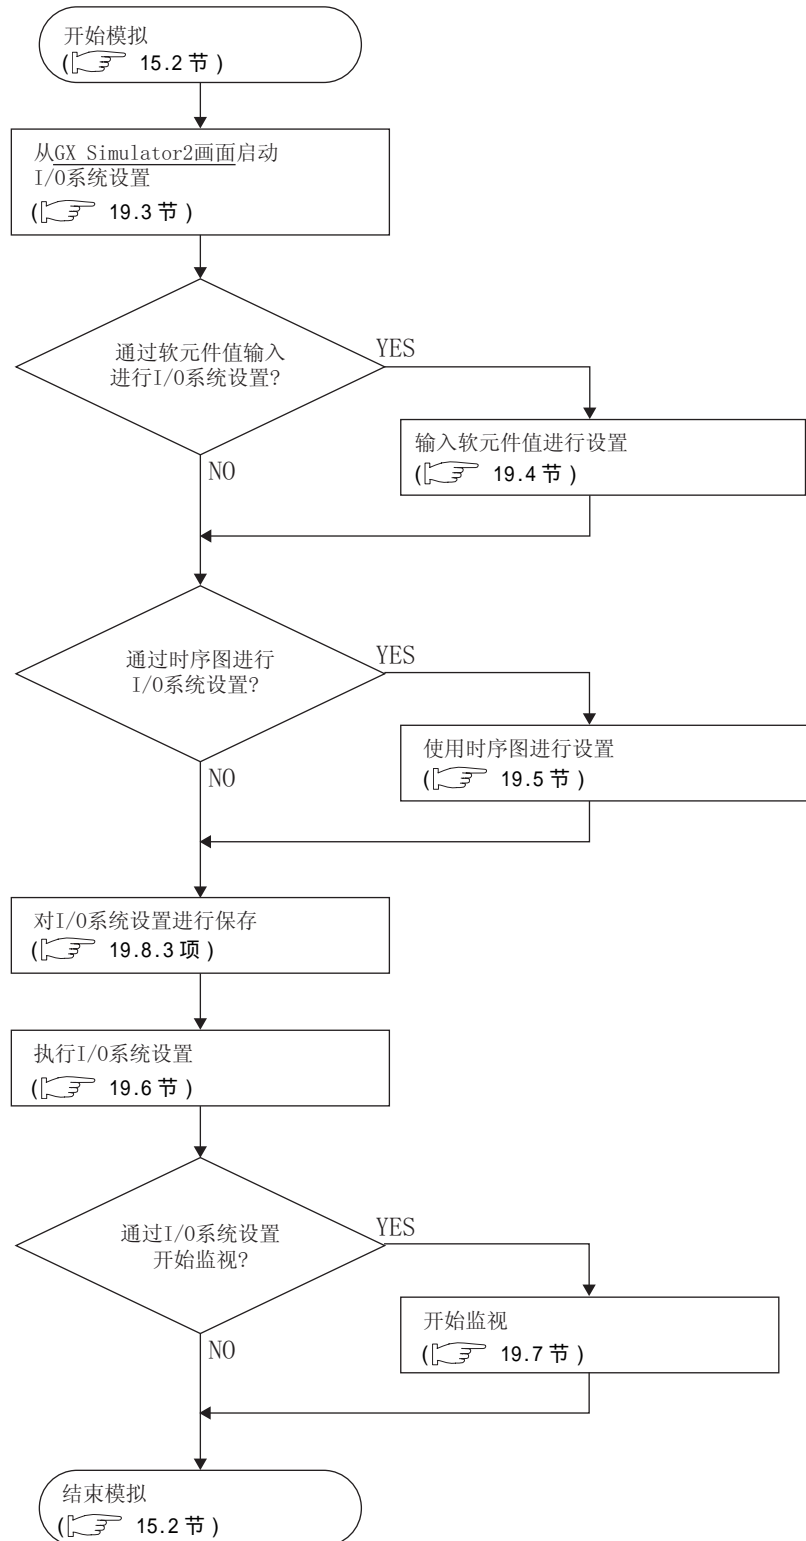 开始模拟
( 15.2 节 )
从GX Simulator2画面启动
I/O系统设置
( 19.3 节 )
通过软元件值输入
进行I/O系统设置?
YES
输入软元件值进行设置
( 19.4 节 )
NO
通过时序图进行
I/O系统设置?
YES
使用时序图进行设置
( 19.5 节 )
NO
对I/O系统设置进行保存
( 19.8.3 项 )
执行I/O系统设置
( 19.6 节 )
通过I/O系统设置
开始监视?
YES
开始监视
( 19.7 节 )
NO
结束模拟
( 15.2 节 )